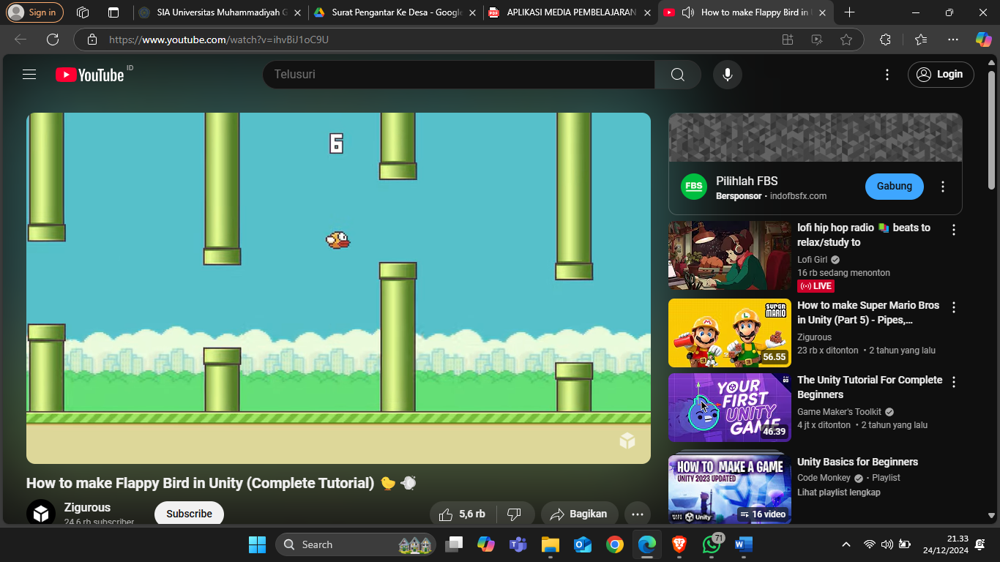 Sign in
SIA Universitas Muhammadiyah G
Surat Pengantar Ke Desa - Google
APLIKASI MEDIA PEMBELAJARAN
How to make Flappy Bird in U
https://www.youtube.com/watch?v=ihvBiJ1oC9U
YouTube ID
Telusuri
Login
6
FBS
Pilihlah FBS
Bersponsor · indofbsfx.com
Gabung
lofi hip hop radio 📚 beats to
relax/study to
Lofi Girl
16 rb sedang menonton
LIVE
SUPER
MARIO
56.55
How to make Super Mario Bros
in Unity (Part 5) - Pipes,...
Zigurous
23 rb x ditonton • 2 tahun yang lalu
YOUR
FIRST
UNITY
GAME
46.39
The Unity Tutorial For Complete
Beginners
Game Maker's Toolkit
4 jt x ditonton • 2 tahun yang lalu
HOW TO MAKE A GAME
UNITY 2023 UPDATED
Unity
16 video
Unity Basics for Beginners
Code Monkey · Playlist
Lihat playlist lengkap
How to make Flappy Bird in Unity (Complete Tutorial) 🐤 💨
Zigurous
24,6 rb subscriber
Subscribe
5,6 rb
Bagikan
Search
71
21.33
24/12/2024